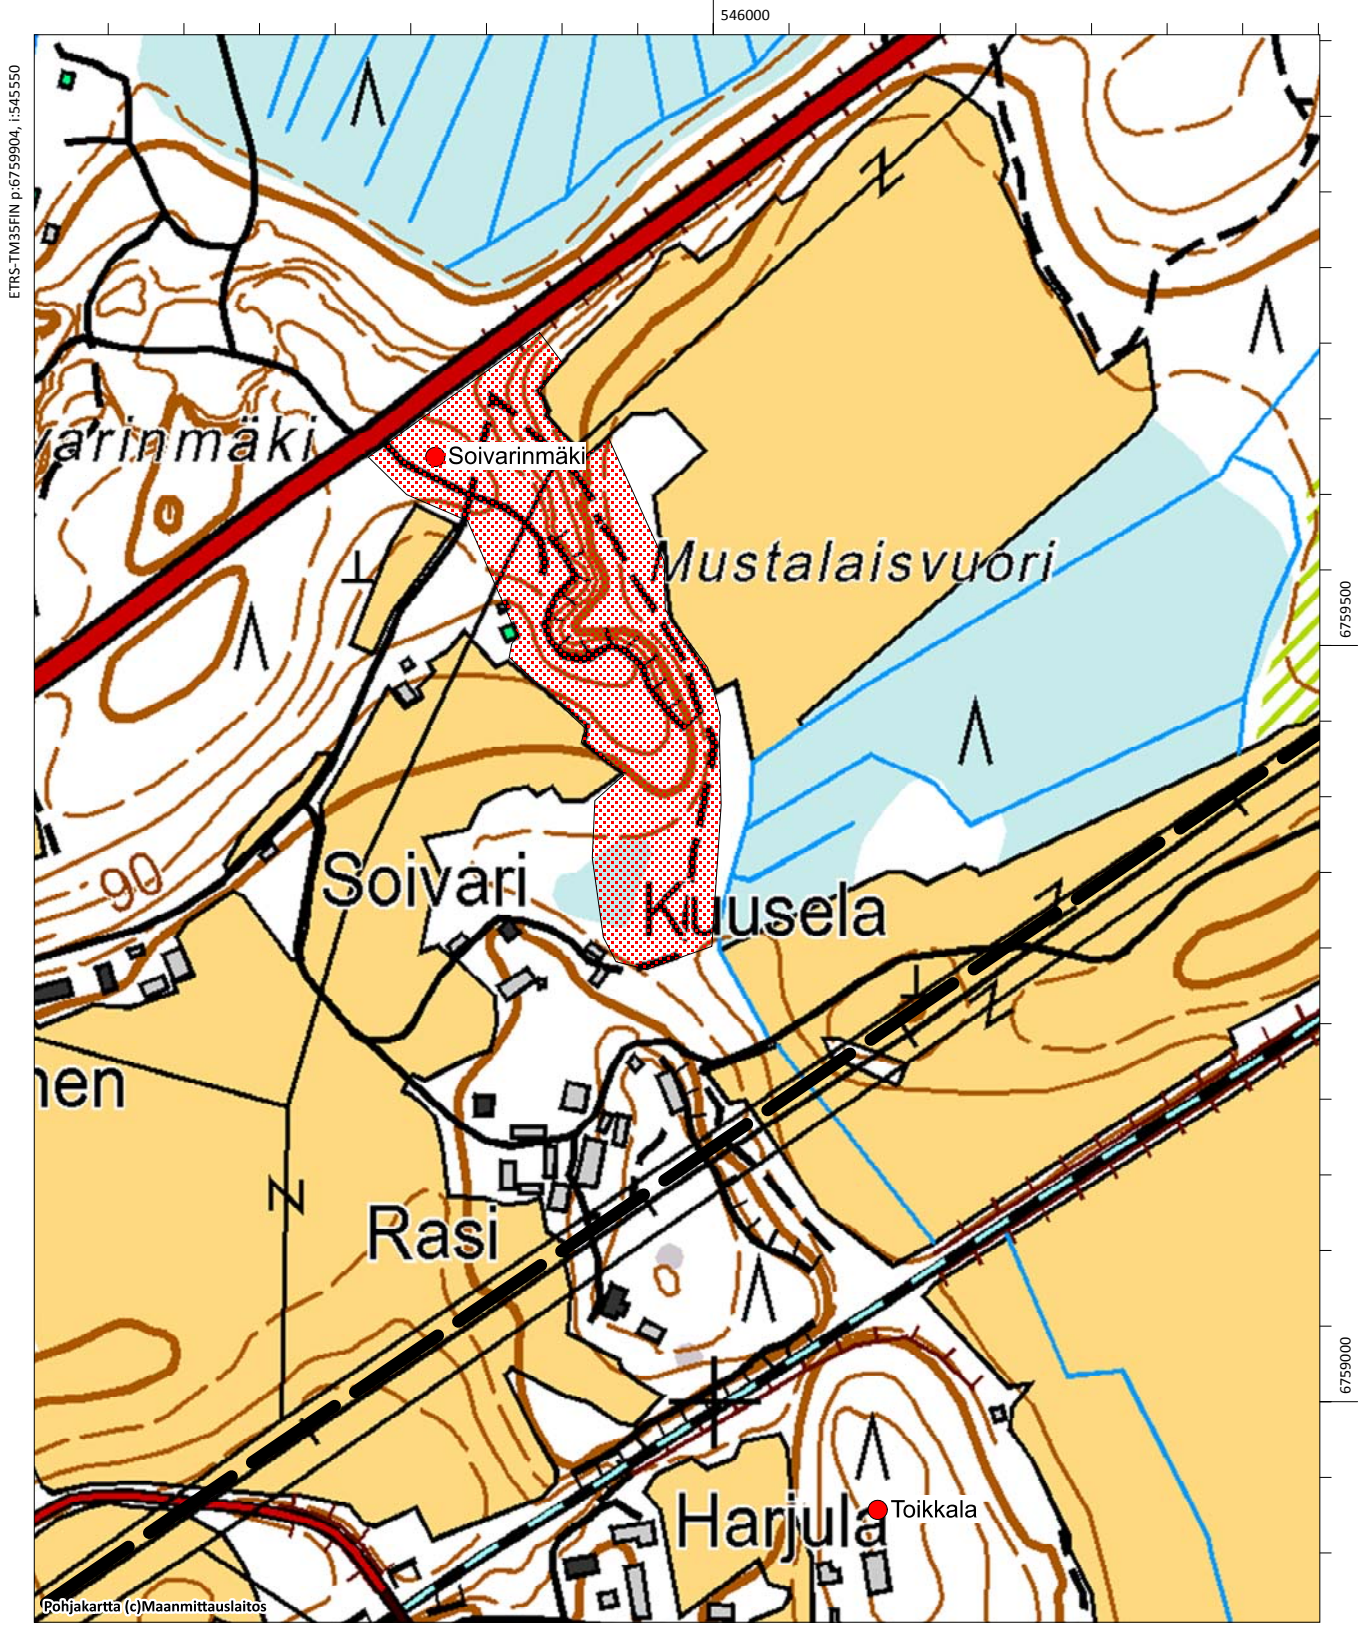 546000
ETRS-TM35FIN p:6759904, i:545550
varinmäki
Soivarinmäki
Mustalaisvuori
6759500
90
Soivari
Kuusela
nen
Rasi
6759000
Harjula
Toikkala
Pohjakartta (c)Maanmittauslaitos